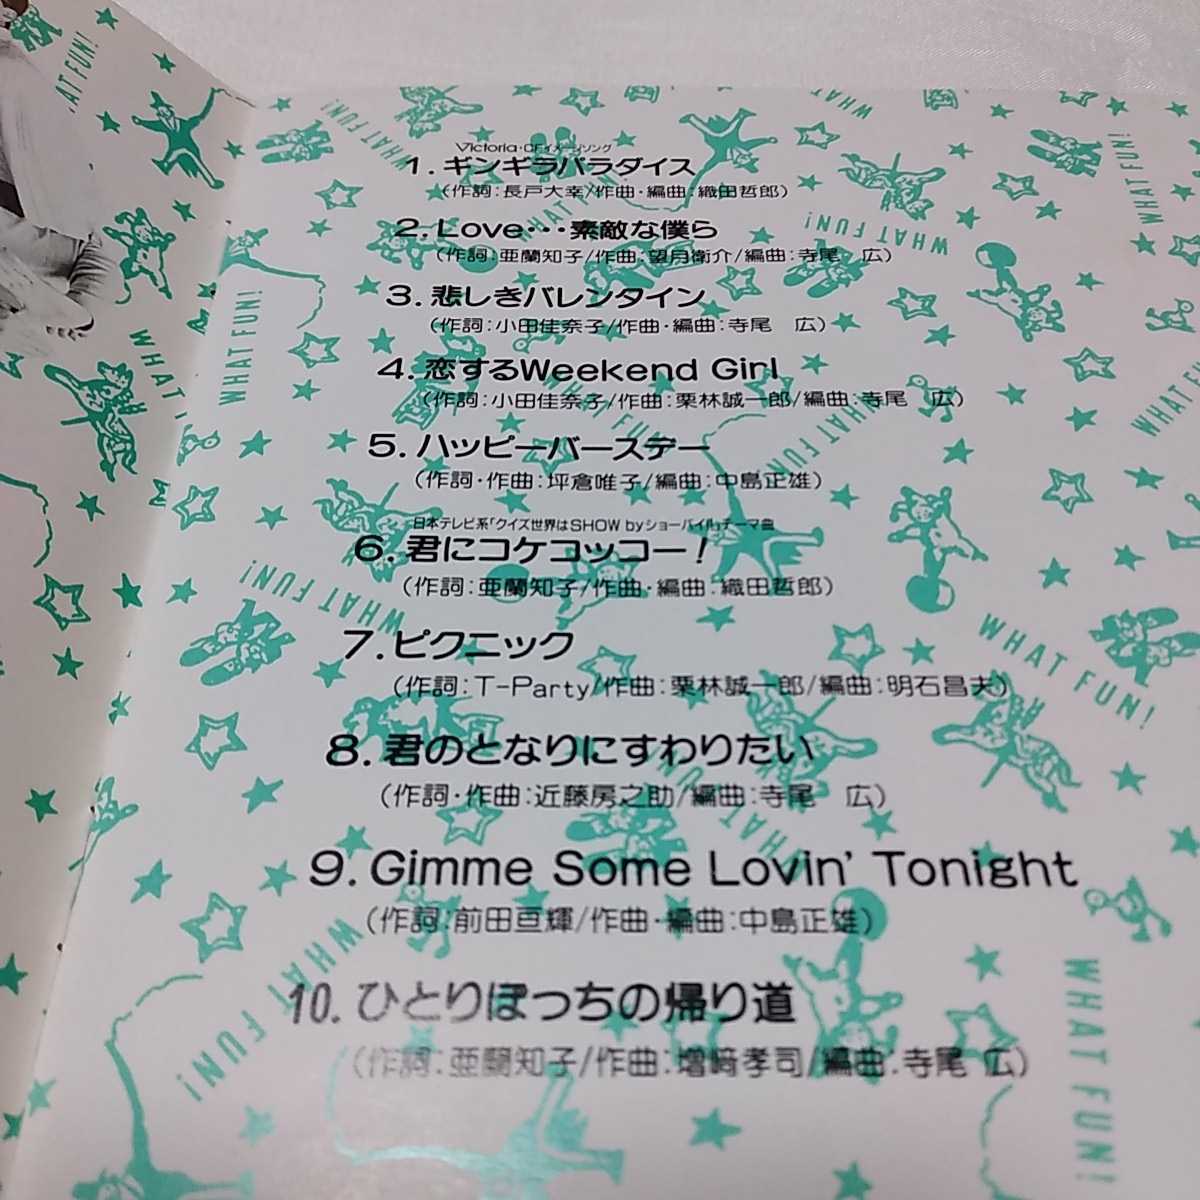 Victoria・CFイメージソング
1. ギンギラパラダイス
(作詞:長戸大幸/作曲・編曲:織田哲郎)
2. Love・・・素敵な僕ら
(作詞:亜蘭知子/作曲:望月衛介/編曲:寺尾 広)
3. 悲しきバレンタイン
(作詞:小田佳奈子/作曲・編曲:寺尾 広)
4. 恋するWeekend Girl
(作詞:小田佳奈子/作曲:栗林誠一郎/編曲:寺尾 広)
5. ハッピーバースデー
(作詞・作曲:坪倉唯子/編曲:中島正雄)
日本テレビ系「クイズ世界はSHOW by ショーバイ!!」テーマ曲
6. 君にコケコッコー!
(作詞:亜蘭知子/作曲・編曲:織田哲郎)
7. ピクニック
(作詞:T-Party/作曲:栗林誠一郎/編曲:明石昌夫)
8. 君のとなりにすわりたい
(作詞・作曲:近藤房之助/編曲:寺尾 広)
9. Gimme Some Lovin' Tonight
(作詞:前田亘輝/作曲・編曲:中島正雄)
10. ひとりぼっちの帰り道
(作詞:亜蘭知子/作曲:増崎孝司/編曲:寺尾 広)
WHAT FUN!
WHAT FUN!
WHAT FUN!
WHAT FUN!
WHAT FUN!
WHAT FUN!
WHAT FUN!